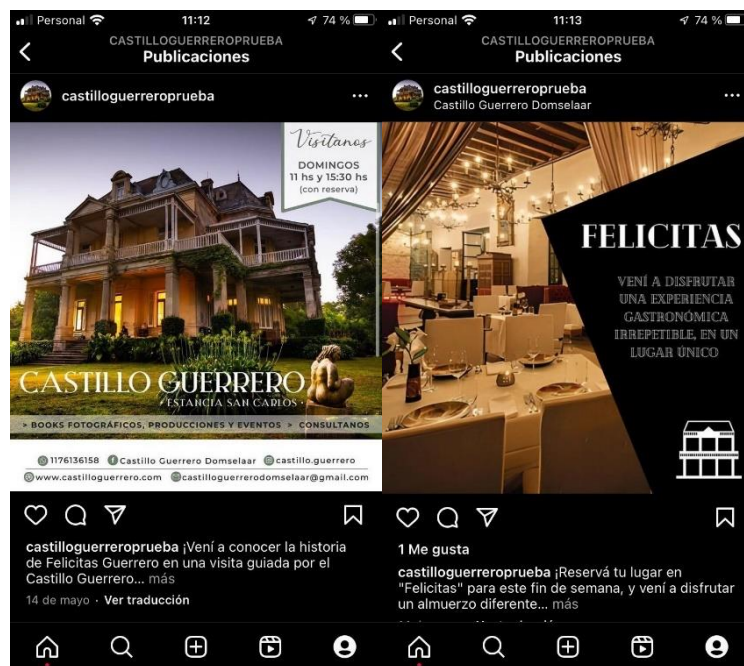 Personal 11:12 74 %
CASTILLOGUERREROPRUEBA
Publicaciones
castilloguerreroprueba
Visítanos
DOMINGOS
11 hs y 15:30 hs
(con reserva)
CASTILLO GUERRERO
• ESTANCIA SAN CARLOS •
> BOOKS FOTOGRÁFICOS, PRODUCCIONES Y EVENTOS > CONSULTANOS
1176136158 Castillo Guerrero Domselaar castillo.guerrero
www.castilloguerrero.com castilloguerrerodomselaar@gmail.com
castilloguerreroprueba ¡Vení a conocer la historia
de Felicitas Guerrero en una visita guiada por el
Castillo Guerrero... más
14 de mayo · Ver traducción
Personal 11:13 74 %
CASTILLOGUERREROPRUEBA
Publicaciones
castilloguerreroprueba
Castillo Guerrero Domselaar
FELICITAS
VENÍ A DISFRUTAR
UNA EXPERIENCIA
GASTRONÓMICA
IRREPETIBLE, EN UN
LUGAR ÚNICO
1 Me gusta
castilloguerreroprueba ¡Reservá tu lugar en
"Felicitas" para este fin de semana, y vení a disfrutar
un almuerzo diferente... más